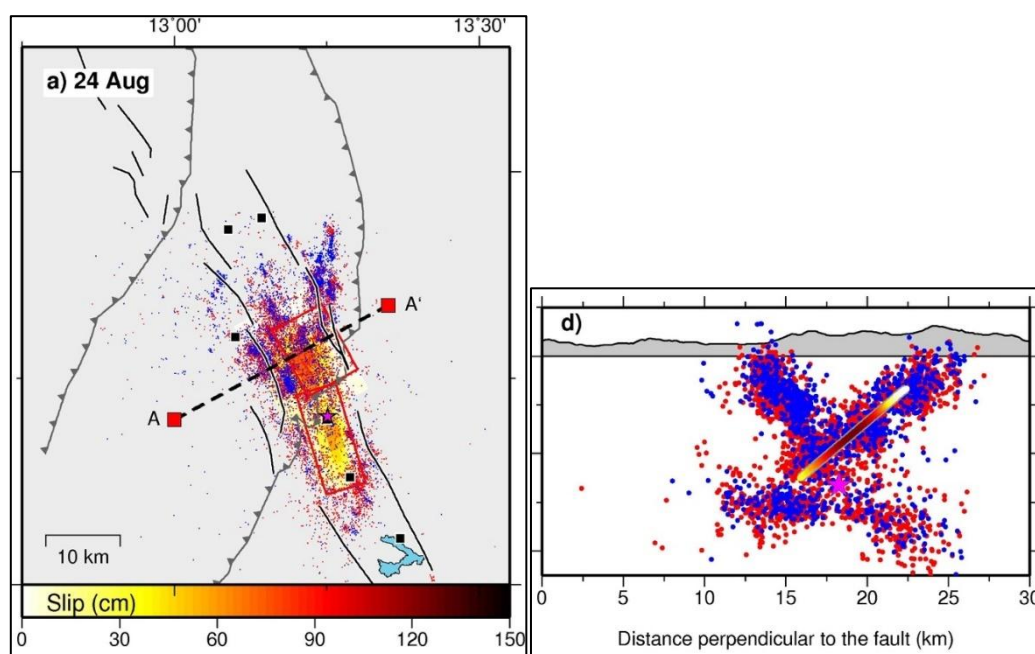 13°00' 13°30'
a) 24 Aug
A'
A
10 km
Slip (cm)
0 30 60 90 120 150
d)
0 5 10 15 20 25 30
Distance perpendicular to the fault (km)